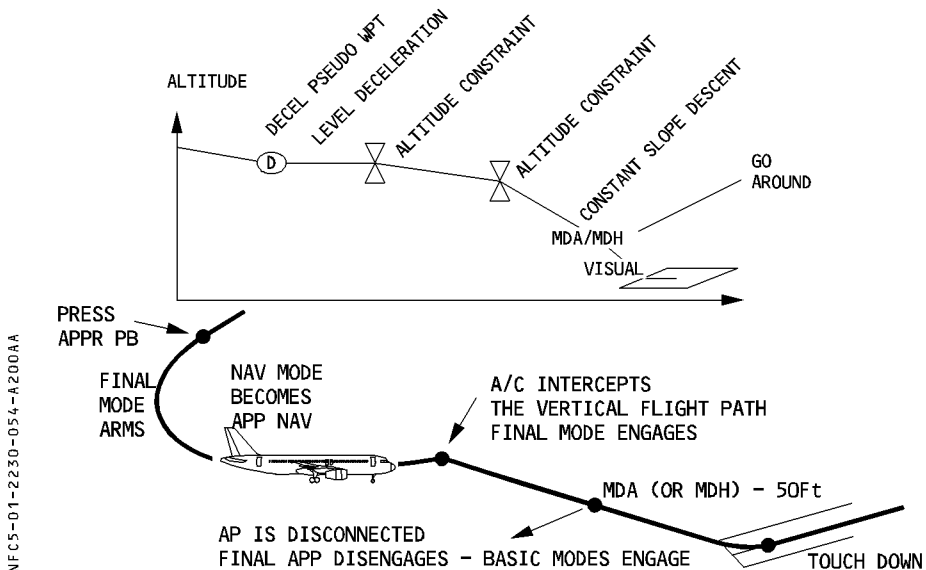 ALTITUDE
DECEL PSEUDO WPT
LEVEL DECELERATION
ALTITUDE CONSTRAINT
ALTITUDE CONSTRAINT
CONSTANT SLOPE DESCENT
D
GO
AROUND
MDA/MDH
VISUAL
PRESS
APPR PB
FINAL
MODE
ARMS
NAV MODE
BECOMES
APP NAV
A/C INTERCEPTS
THE VERTICAL FLIGHT PATH
FINAL MODE ENGAGES
MDA (OR MDH) - 50Ft
AP IS DISCONNECTED
FINAL APP DISENGAGES - BASIC MODES ENGAGE
TOUCH DOWN
NFC5-01-2230-054-A200AA